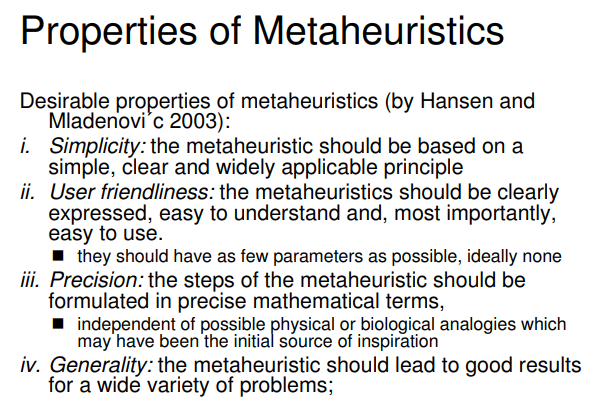 Properties of Metaheuristics
Desirable properties of metaheuristics (by Hansen and
Mladenovi´c 2003):
i. Simplicity: the metaheuristic should be based on a
simple, clear and widely applicable principle
ii. User friendliness: the metaheuristics should be clearly
expressed, easy to understand and, most importantly,
easy to use.
■ they should have as few parameters as possible, ideally none
iii. Precision: the steps of the metaheuristic should be
formulated in precise mathematical terms,
■ independent of possible physical or biological analogies which
may have been the initial source of inspiration
iv. Generality: the metaheuristic should lead to good results
for a wide variety of problems;